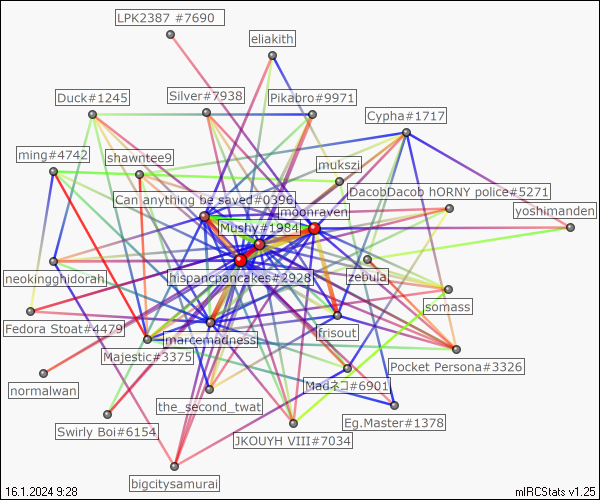 LPK2387 #7690
eliakith
Duck#1245
Silver#7938
Pikabro#9971
Cypha#1717
ming#4742
shawntee9
mukszi
DacobDacob hORNY police#5271
Can anything be saved#0396
moonraven
yoshimanden
Mushy#1984
neokingghidorah
hispancpancakes#2928
zebula
somass
Fedora Stoat#4479
marcemadness
frisout
Majestic#3375
Pocket Persona#3326
normalwan
Madネコ#6901
the_second_twat
Swirly Boi#6154
Eg.Master#1378
JKOUYH VIII#7034
bigcitysamurai
16.1.2024 9:28
mIRCStats v1.25